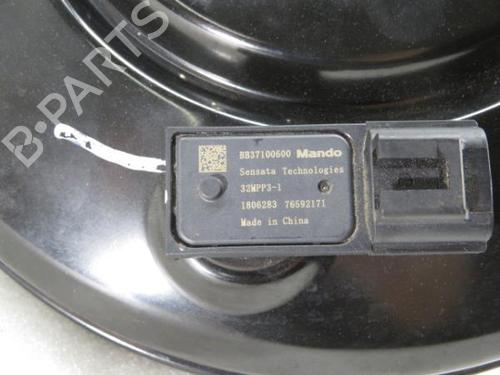 B-PARTS
BB37100600 Mando
Sensata Technologies
32MPP3-1
1806283 76592171
Made in China